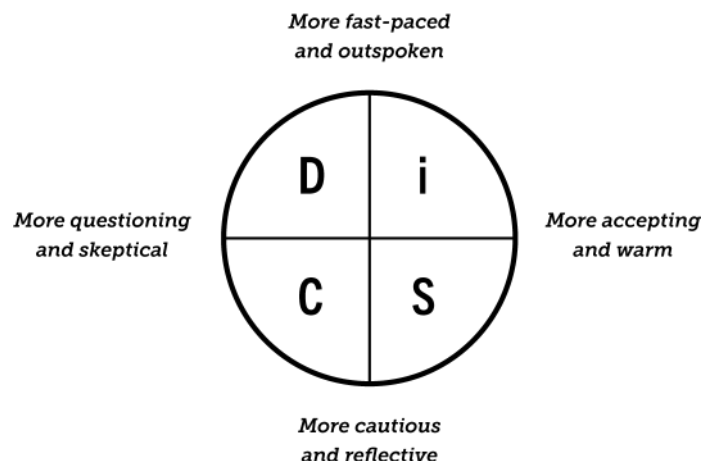 More fast-paced
and outspoken
D i
More questioning
and skeptical
More accepting
and warm
C S
More cautious
and reflective